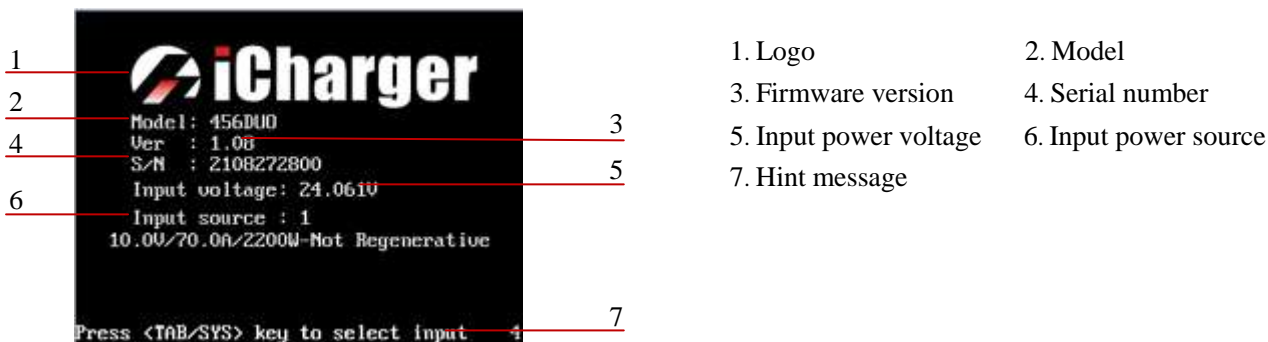 iCharger
Model: 456DUO
Ver : 1.08
S/N : 2108272800
Input voltage: 24.061V
Input source : 1
10.0V/70.0A/2200W-Not Regenerative
Press <TAB/SYS> key to select input 4
1
2
4
6
3
5
7
1. Logo 2. Model
3. Firmware version 4. Serial number
5. Input power voltage 6. Input power source
7. Hint message